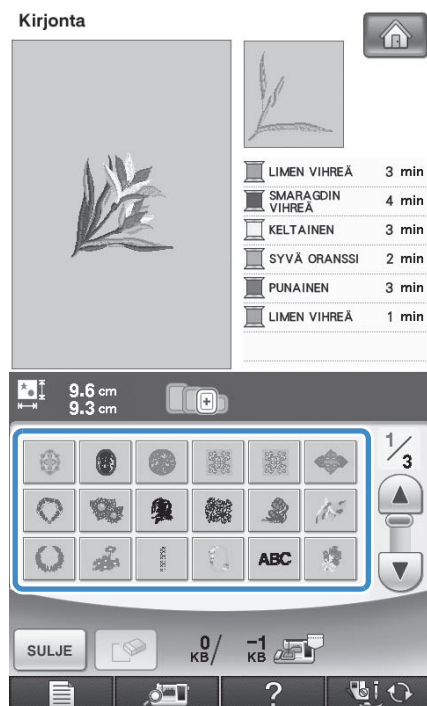 Kirjonta
LIMEN VIHREÄ 3 min
SMARAGDIN
VIHREÄ 4 min
KELTAINEN 3 min
SYVÄ ORANSSI 2 min
PUNAINEN 3 min
LIMEN VIHREÄ 1 min
9.6 cm
9.3 cm
1/3
ABC
SULJE
0 KB/ -1 KB
?